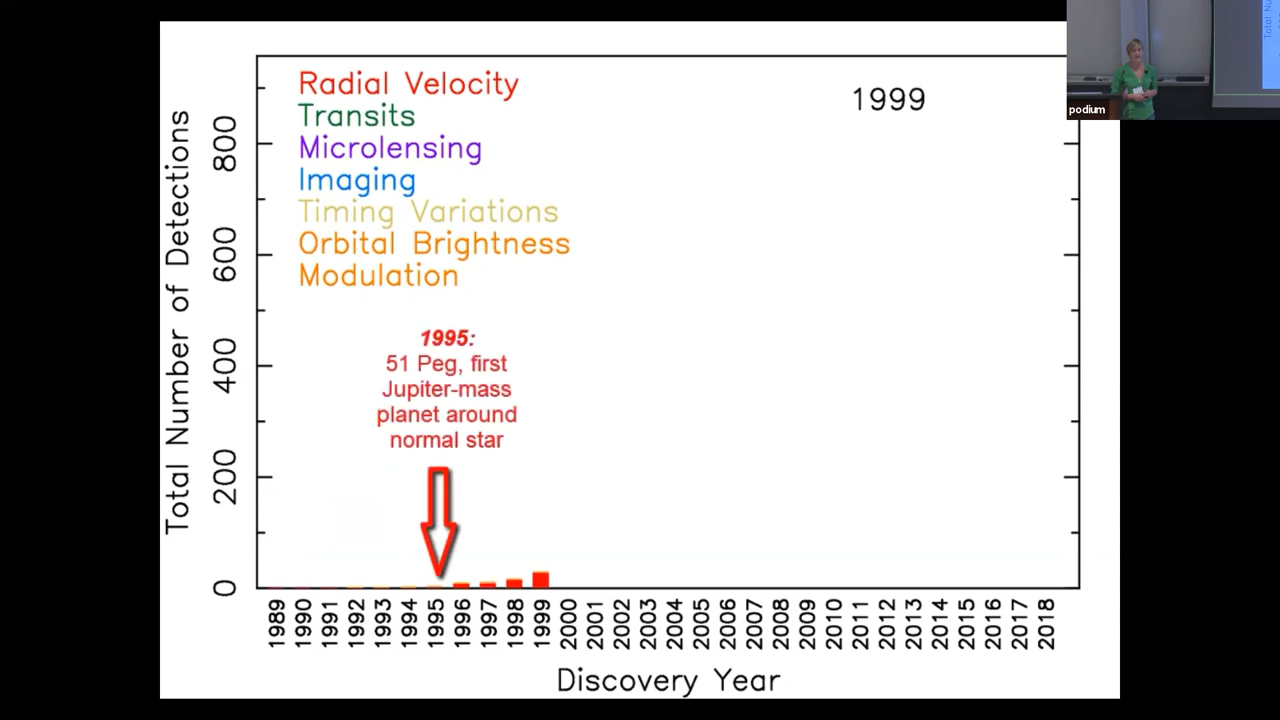 Radial Velocity
Transits
Microlensing
Imaging
Timing Variations
Orbital Brightness
Modulation
1999
podium
Total Number of Detections
800
600
400
200
0
1995:
51 Peg, first
Jupiter-mass
planet around
normal star
1989 1990 1991 1992 1993 1994 1995 1996 1997 1998 1999 2000 2001 2002 2003 2004 2005 2006 2007 2008 2009 2010 2011 2012 2013 2014 2015 2016 2017 2018
Discovery Year